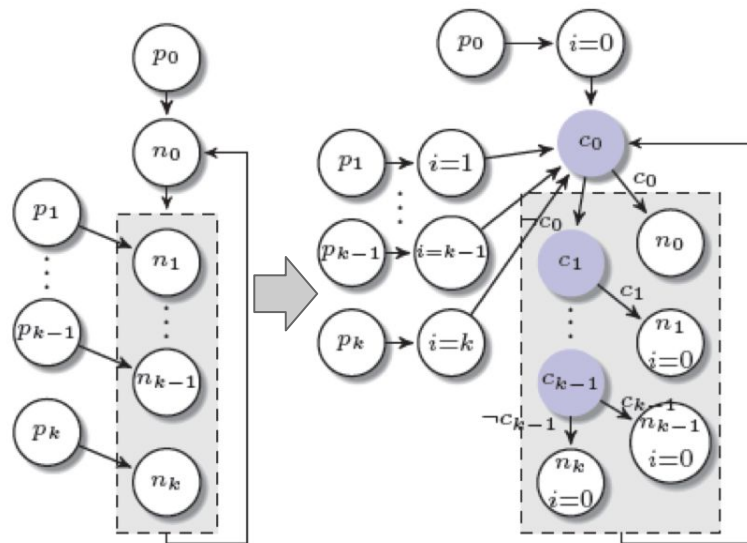 p₀
n₀
p₁
n₁
⋮
⋮
pₖ₋₁
nₖ₋₁
pₖ
nₖ
p₀
i=0
c₀
p₁
i=1
c₀
⋮
¬c₀
n₀
pₖ₋₁
i=k−1
c₁
c₁
pₖ
i=k
⋮
n₁
i=0
cₖ₋₁
cₖ₋₁
¬cₖ₋₁
nₖ₋₁
i=0
nₖ
i=0